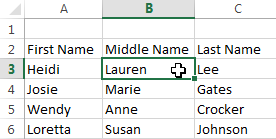 A B C
1
2 First Name Middle Name Last Name
3 Heidi Lauren Lee
4 Josie Marie Gates
5 Wendy Anne Crocker
6 Loretta Susan Johnson